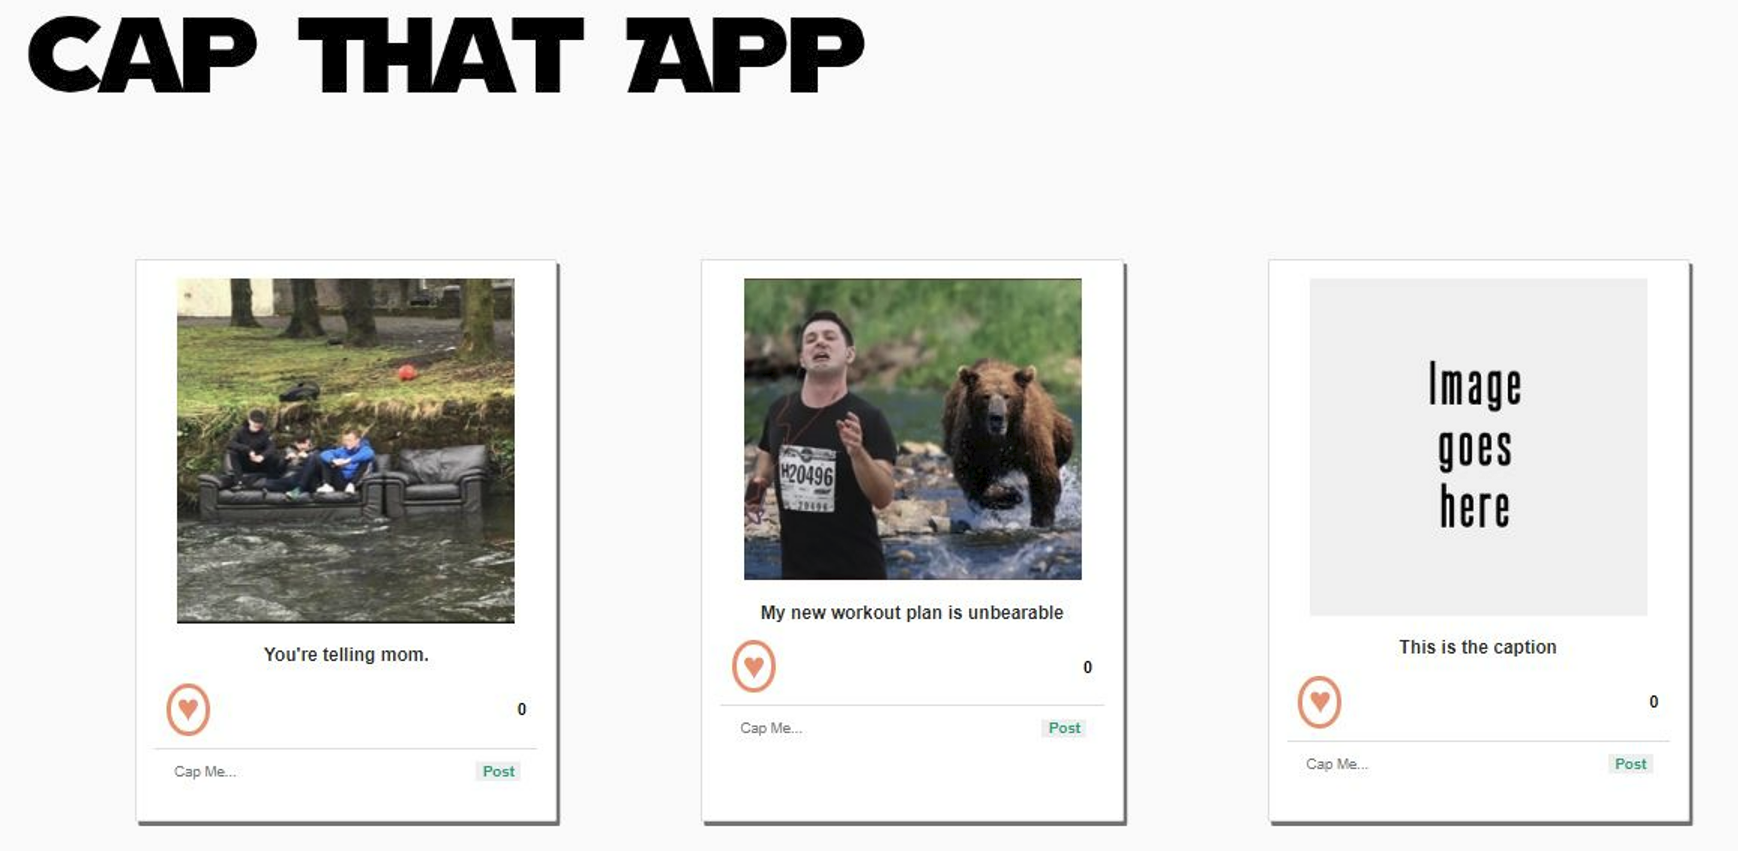 CAP THAT APP
H20496
20496
You're telling mom.
0
Cap Me...
Post
My new workout plan is unbearable
0
Cap Me...
Post
Image
goes
here
This is the caption
0
Cap Me...
Post